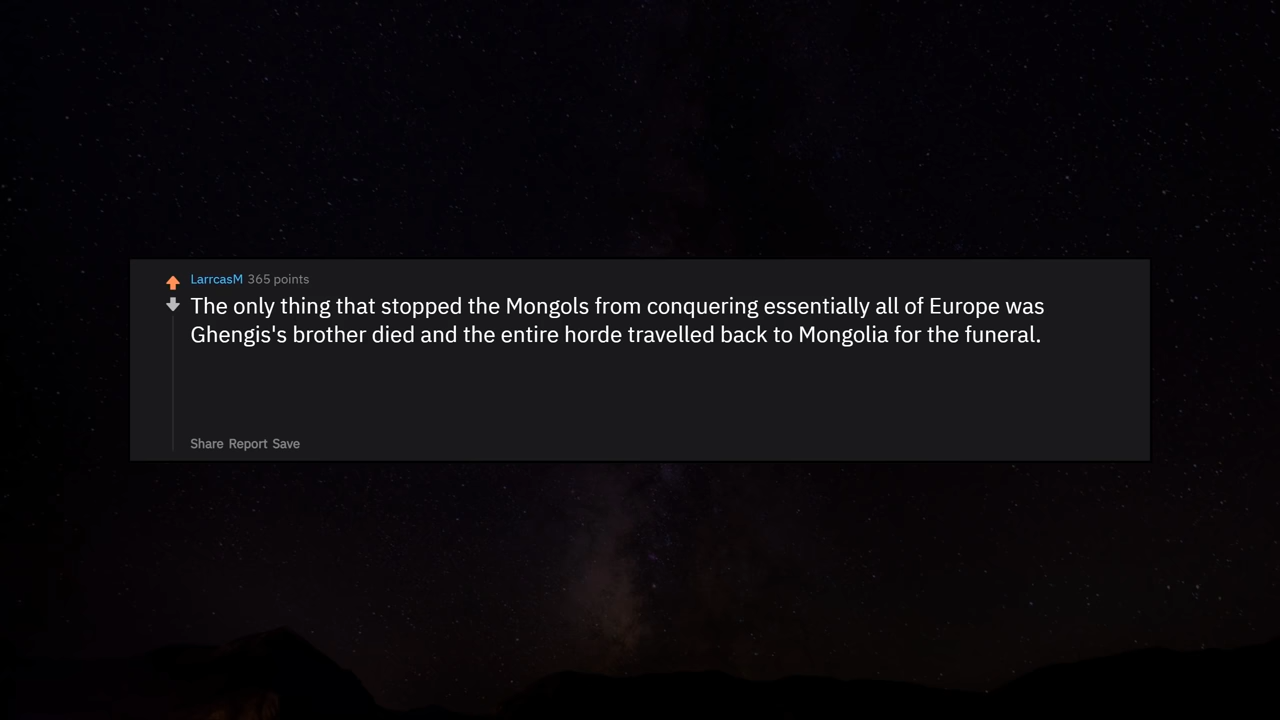 LarrcasM 365 points
The only thing that stopped the Mongols from conquering essentially all of Europe was
Ghengis's brother died and the entire horde travelled back to Mongolia for the funeral.
Share Report Save